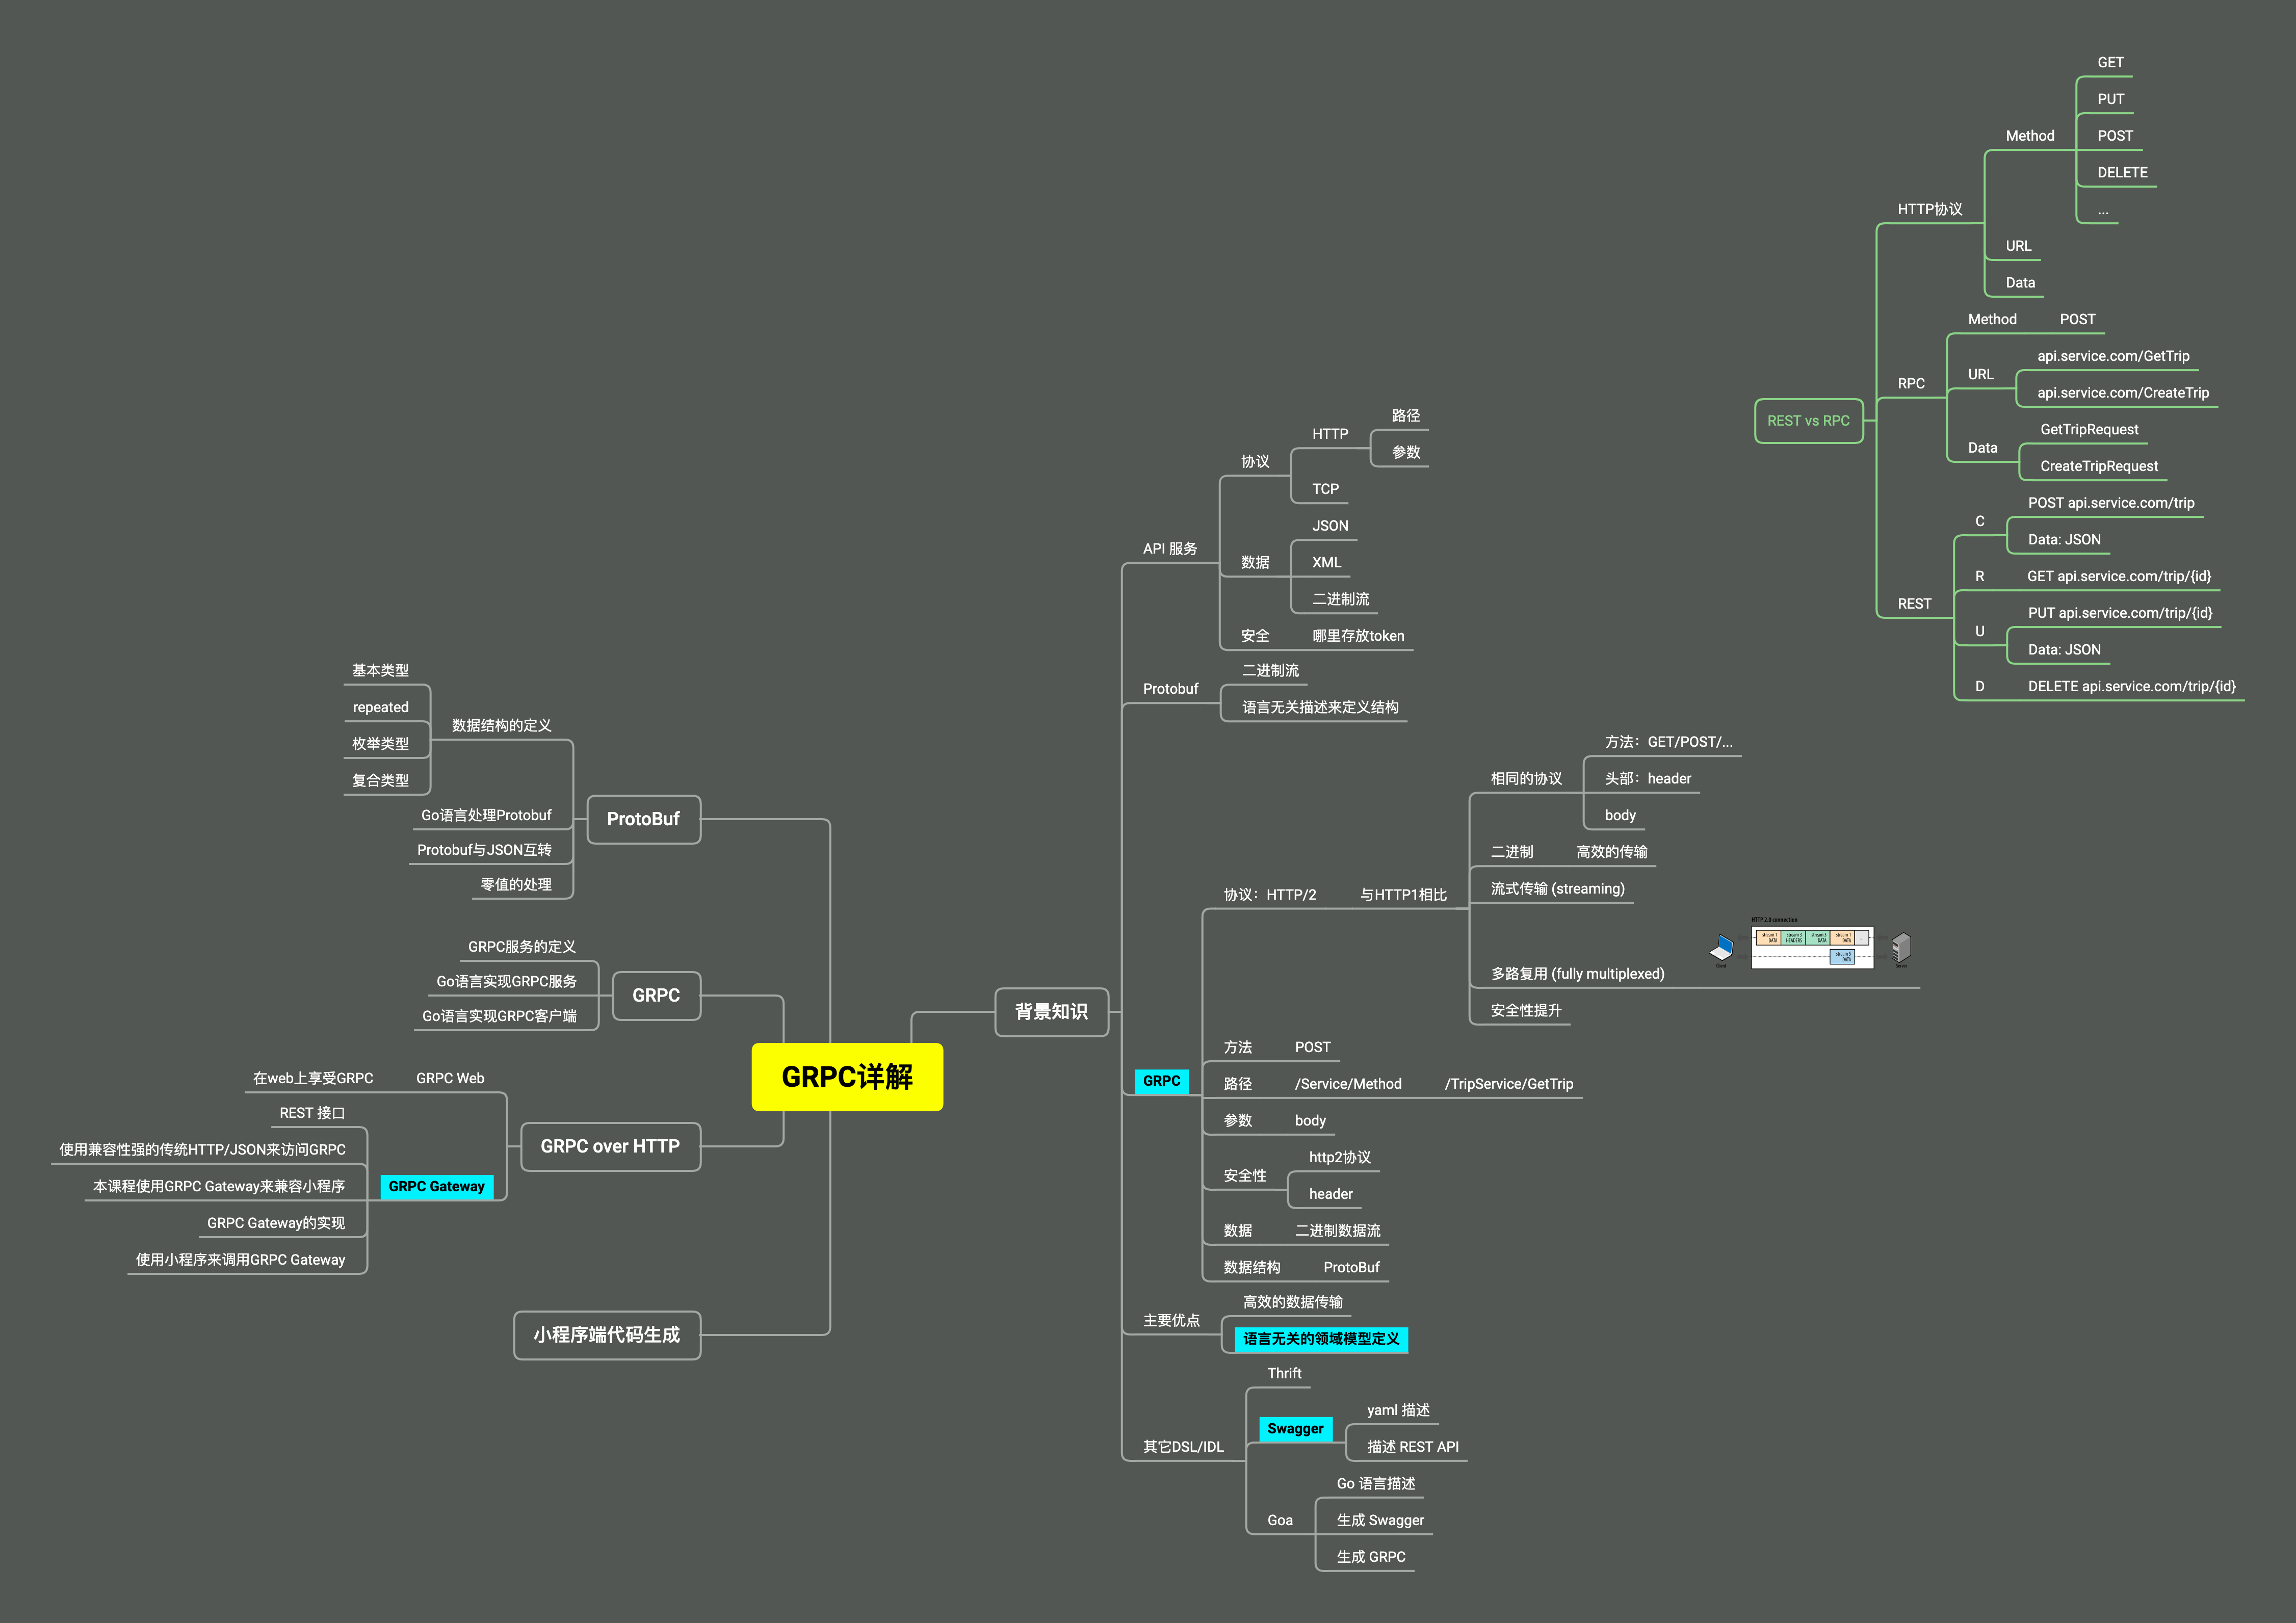 GRPC详解
背景知识
API 服务
协议
HTTP
路径
参数
TCP
数据
JSON
XML
二进制流
安全
哪里存放token
Protobuf
二进制流
语言无关描述来定义结构
GRPC
协议：HTTP/2
与HTTP1相比
相同的协议
方法：GET/POST/...
头部：header
body
二进制
高效的传输
流式传输 (streaming)
多路复用 (fully multiplexed)
HTTP 2.0 connection
stream 1
DATA
stream 3
HEADERS
stream 3
DATA
stream 1
DATA
...
stream 5
DATA
Client
Server
安全性提升
方法
POST
路径
/Service/Method
/TripService/GetTrip
参数
body
安全性
http2协议
header
数据
二进制数据流
数据结构
ProtoBuf
主要优点
高效的数据传输
语言无关的领域模型定义
其它DSL/IDL
Thrift
Swagger
yaml 描述
描述 REST API
Goa
Go 语言描述
生成 Swagger
生成 GRPC
ProtoBuf
数据结构的定义
基本类型
repeated
枚举类型
复合类型
Go语言处理Protobuf
Protobuf与JSON互转
零值的处理
GRPC
GRPC服务的定义
Go语言实现GRPC服务
Go语言实现GRPC客户端
GRPC over HTTP
GRPC Web
在web上享受GRPC
GRPC Gateway
REST 接口
使用兼容性强的传统HTTP/JSON来访问GRPC
本课程使用GRPC Gateway来兼容小程序
GRPC Gateway的实现
使用小程序来调用GRPC Gateway
小程序端代码生成
REST vs RPC
HTTP协议
Method
GET
PUT
POST
DELETE
...
URL
Data
RPC
Method
POST
URL
api.service.com/GetTrip
api.service.com/CreateTrip
Data
GetTripRequest
CreateTripRequest
REST
C
POST api.service.com/trip
Data: JSON
R
GET api.service.com/trip/{id}
U
PUT api.service.com/trip/{id}
Data: JSON
D
DELETE api.service.com/trip/{id}